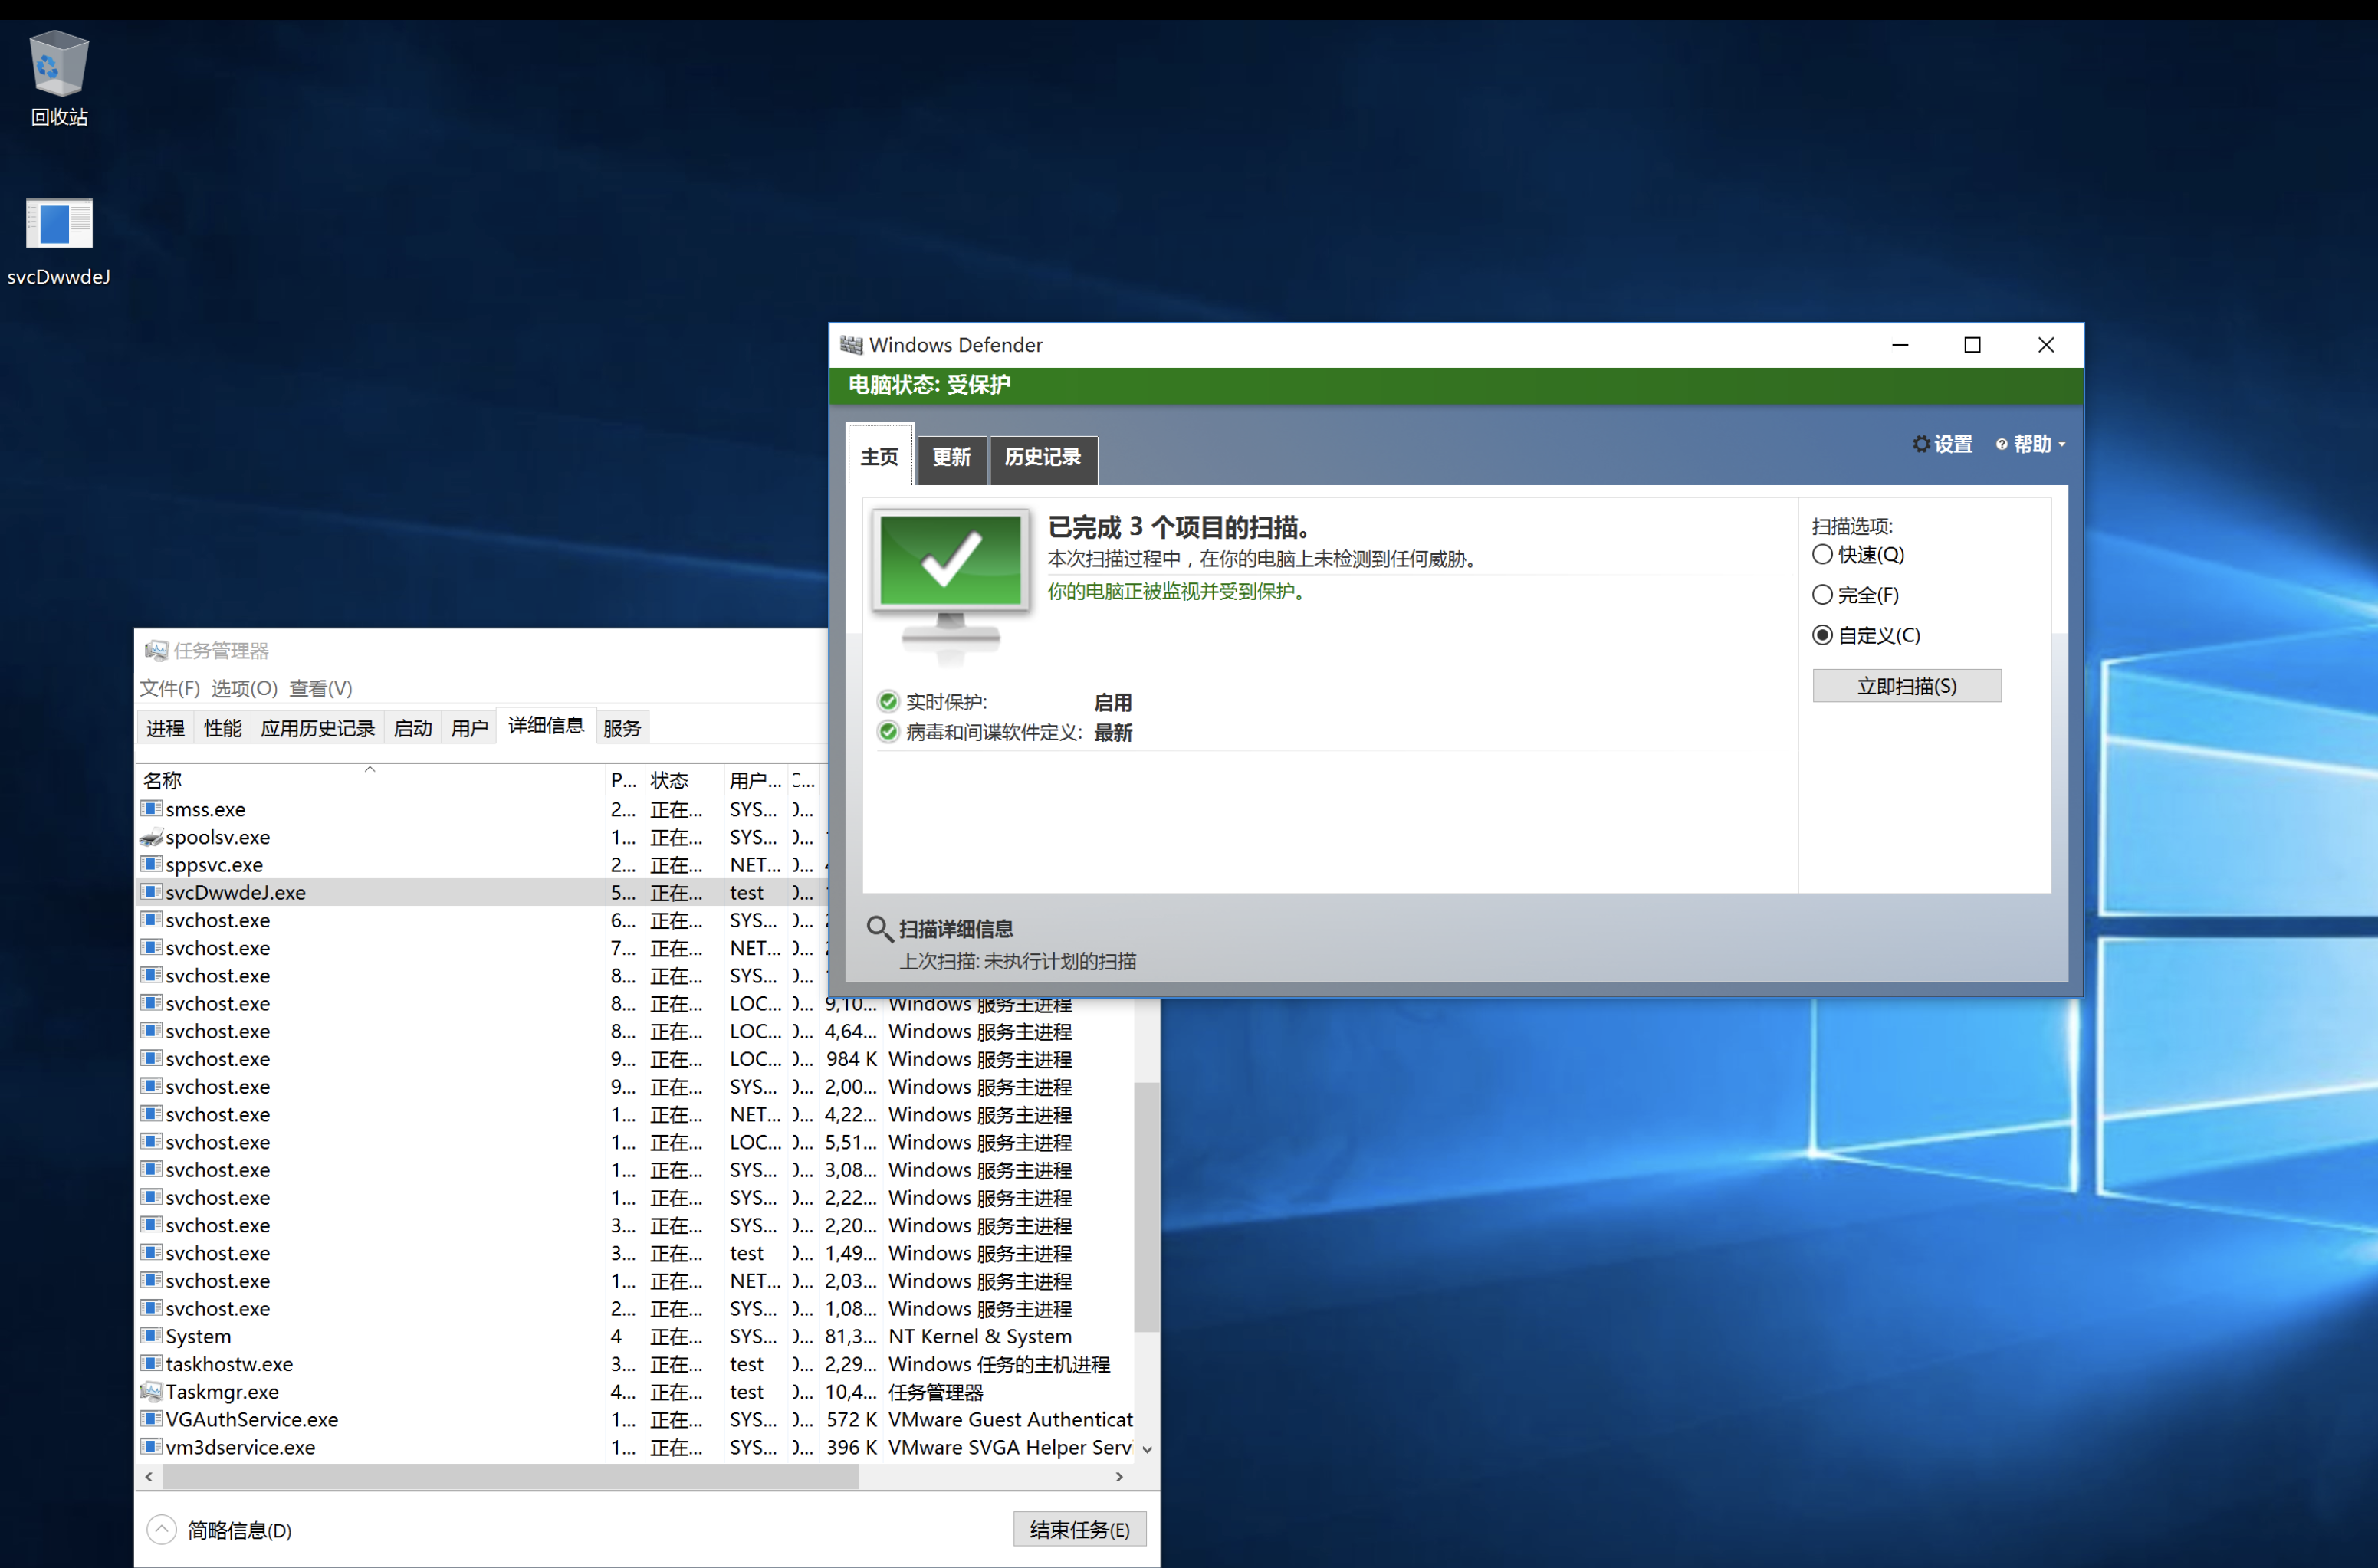 回收站
svcDwwdeJ
Windows Defender
电脑状态: 受保护
主页 更新 历史记录 设置 帮助
已完成 3 个项目的扫描。
本次扫描过程中，在你的电脑上未检测到任何威胁。
你的电脑正被监视并受到保护。
实时保护: 启用
病毒和间谍软件定义: 最新
扫描选项:
快速(Q)
完全(F)
自定义(C)
立即扫描(S)
扫描详细信息
上次扫描: 未执行计划的扫描
任务管理器
文件(F) 选项(O) 查看(V)
进程 性能 应用历史记录 启动 用户 详细信息 服务
名称 P... 状态 用户...
smss.exe 2... 正在... SYS...
spoolsv.exe 1... 正在... SYS...
sppsvc.exe 2... 正在... NET...
svcDwwdeJ.exe 5... 正在... test
svchost.exe 6... 正在... SYS...
svchost.exe 7... 正在... NET...
svchost.exe 8... 正在... SYS...
svchost.exe 8... 正在... LOC... 9,10... Windows 服务主进程
svchost.exe 8... 正在... LOC... 4,64... Windows 服务主进程
svchost.exe 9... 正在... LOC... 984 K Windows 服务主进程
svchost.exe 9... 正在... SYS... 2,00... Windows 服务主进程
svchost.exe 1... 正在... NET... 4,22... Windows 服务主进程
svchost.exe 1... 正在... LOC... 5,51... Windows 服务主进程
svchost.exe 1... 正在... SYS... 3,08... Windows 服务主进程
svchost.exe 1... 正在... SYS... 2,22... Windows 服务主进程
svchost.exe 3... 正在... SYS... 2,20... Windows 服务主进程
svchost.exe 3... 正在... test 1,49... Windows 服务主进程
svchost.exe 1... 正在... NET... 2,03... Windows 服务主进程
svchost.exe 2... 正在... SYS... 1,08... Windows 服务主进程
System 4 正在... SYS... 81,3... NT Kernel & System
taskhostw.exe 3... 正在... test 2,29... Windows 任务的主机进程
Taskmgr.exe 4... 正在... test 10,4... 任务管理器
VGAuthService.exe 1... 正在... SYS... 572 K VMware Guest Authenticat
vm3dservice.exe 1... 正在... SYS... 396 K VMware SVGA Helper Serv
简略信息(D) 结束任务(E)